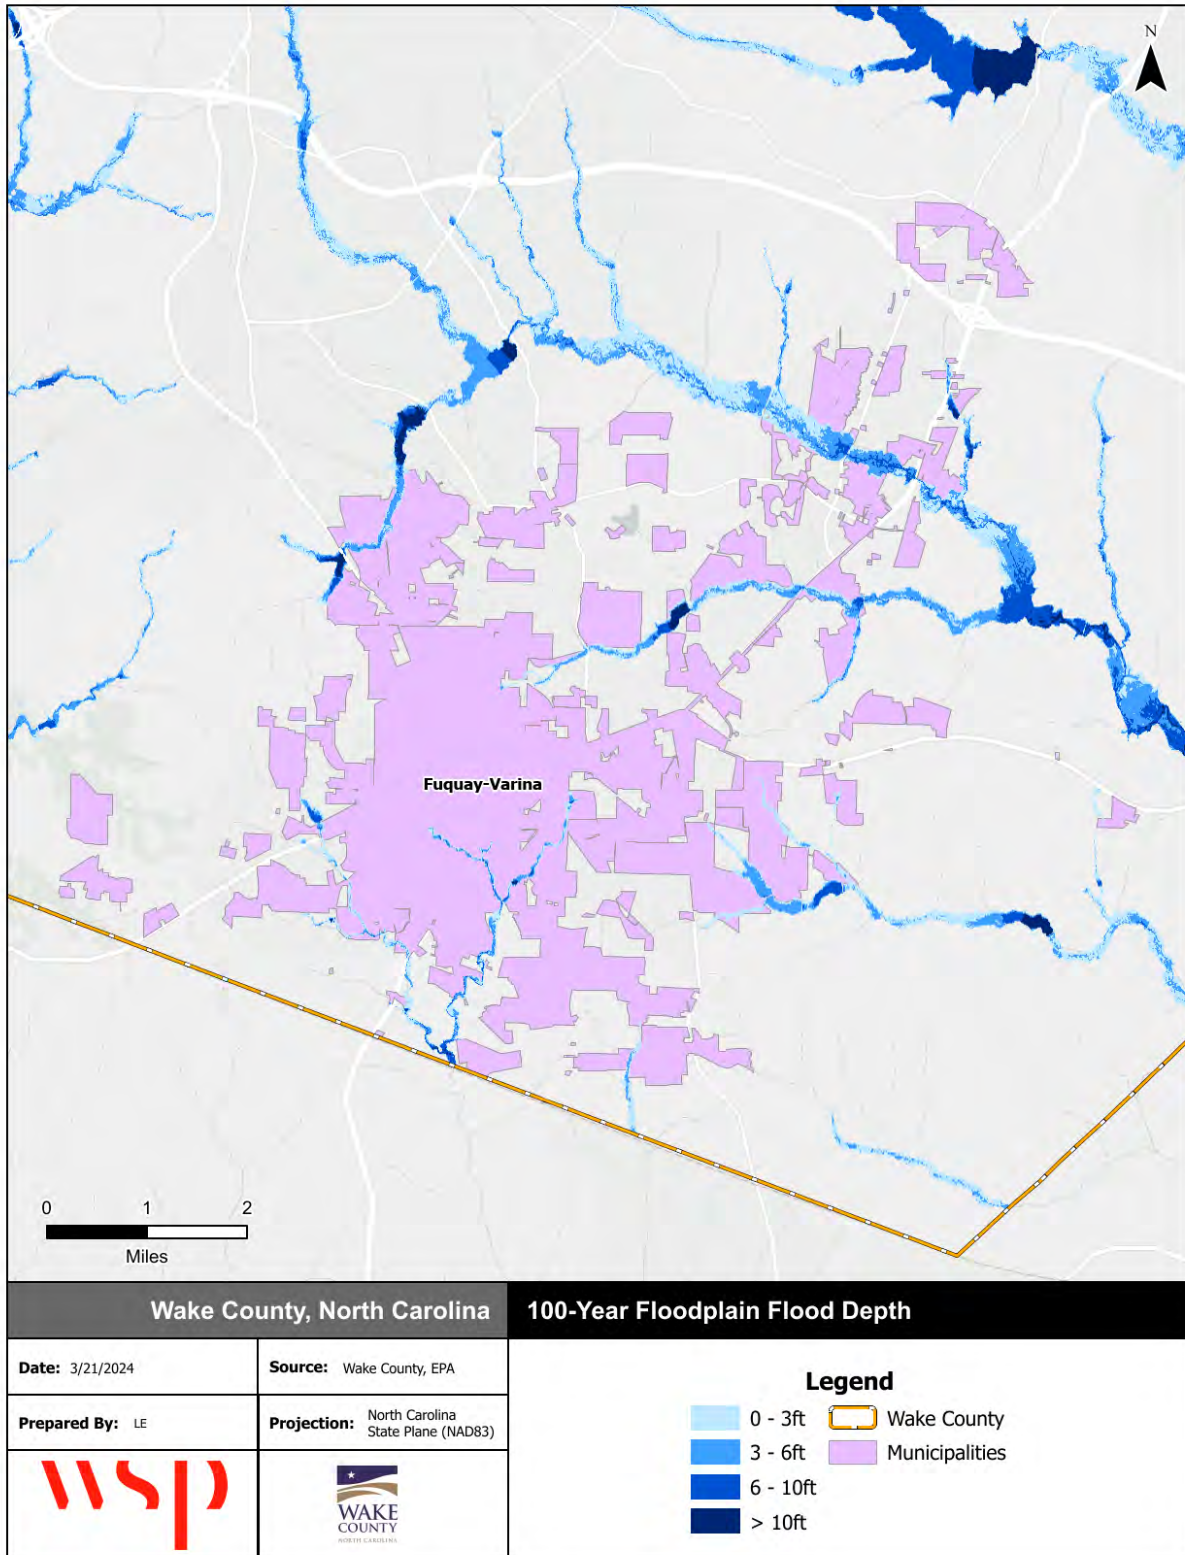 N
Fuquay-Varina
0 1 2
Miles
Wake County, North Carolina
100-Year Floodplain Flood Depth
Date: 3/21/2024
Source: Wake County, EPA
Prepared By: LE
Projection: North Carolina
State Plane (NAD83)
wsp
WAKE
COUNTY
NORTH CAROLINA
Legend
0 - 3ft
3 - 6ft
6 - 10ft
> 10ft
Wake County
Municipalities